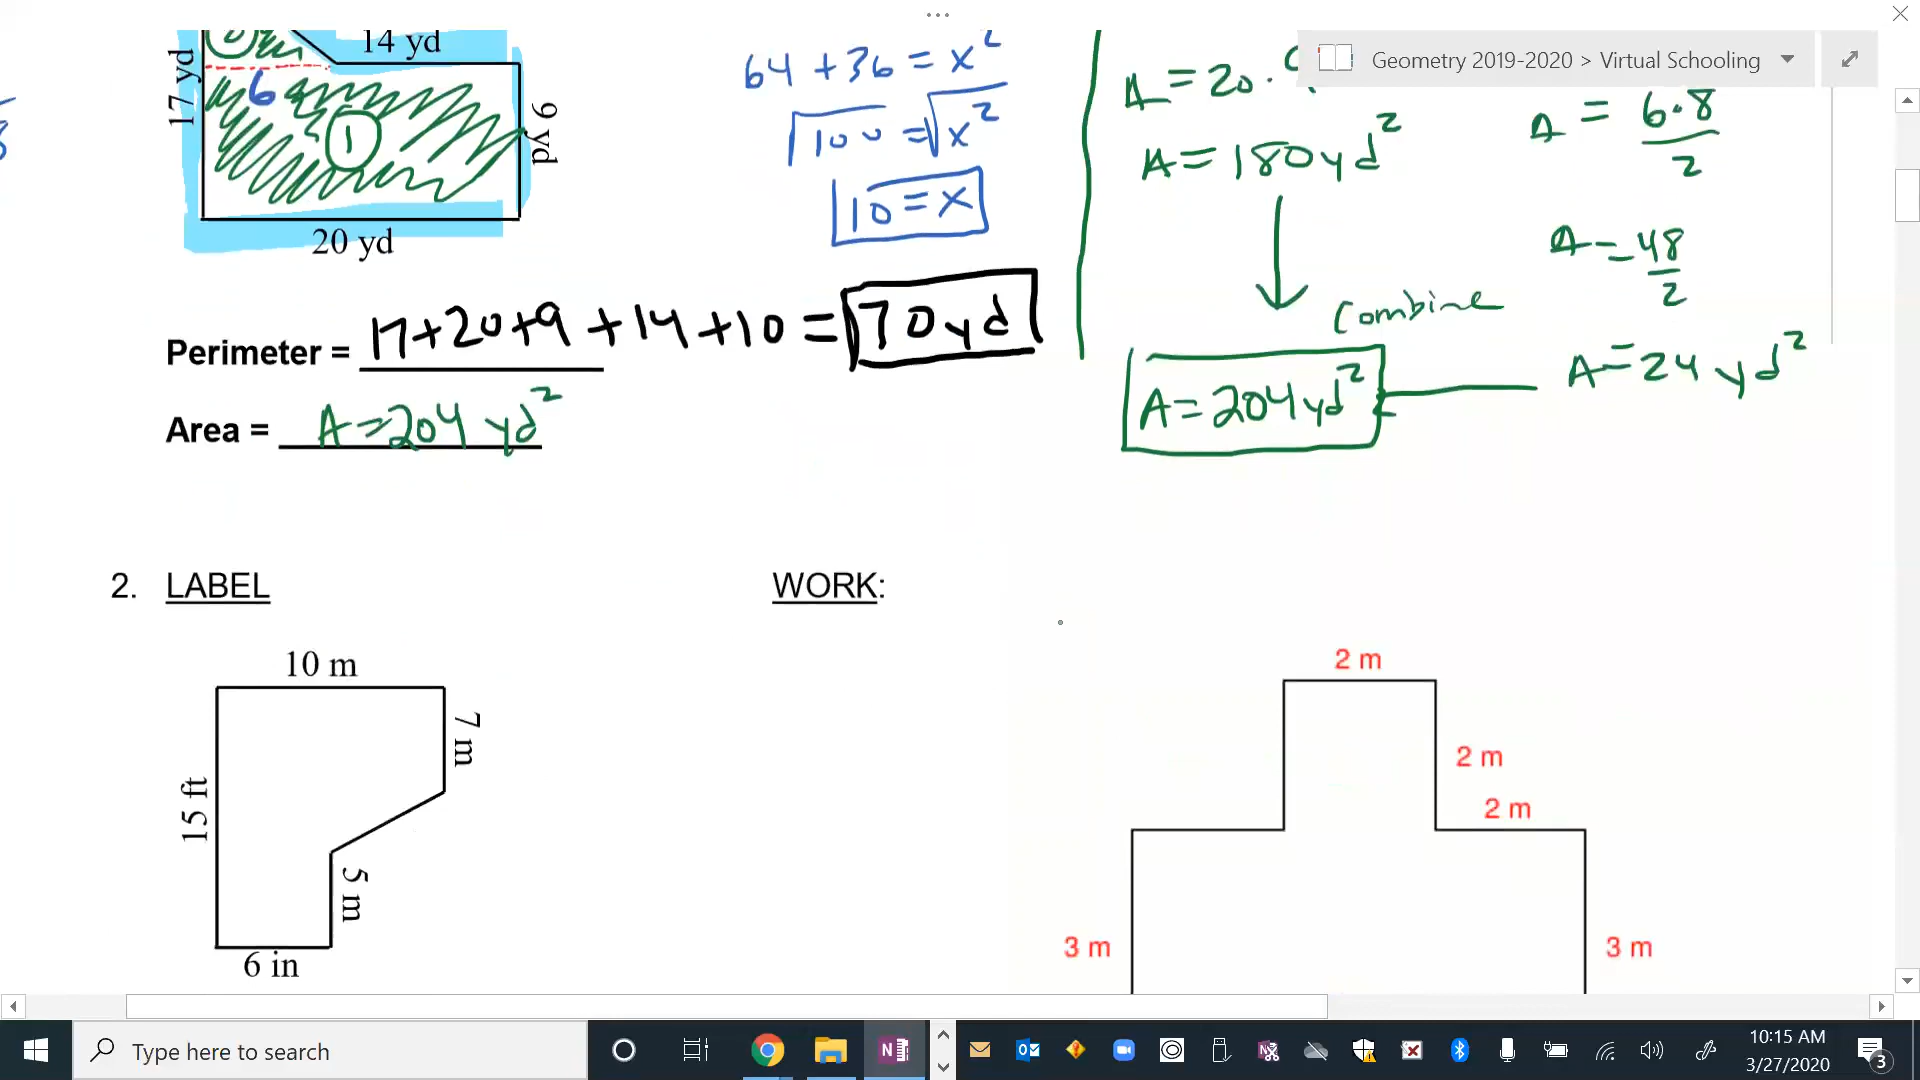 Geometry 2019-2020 > Virtual Schooling
14 yd
17 yd
6
1
9 yd
20 yd
64 + 36 = x²
√100 = √x²
10 = x
A = 20 ·
A = 180 yd²
A = 6·8/2
A = 48/2
A = 24 yd²
Combine
A = 204 yd²
Perimeter = 17+20+9+14+10 = 70yd
Area = A = 204 yd²
2. LABEL
WORK:
10 m
7 m
15 ft
5 m
6 in
2 m
2 m
2 m
3 m
3 m
Type here to search
10:15 AM
3/27/2020
3